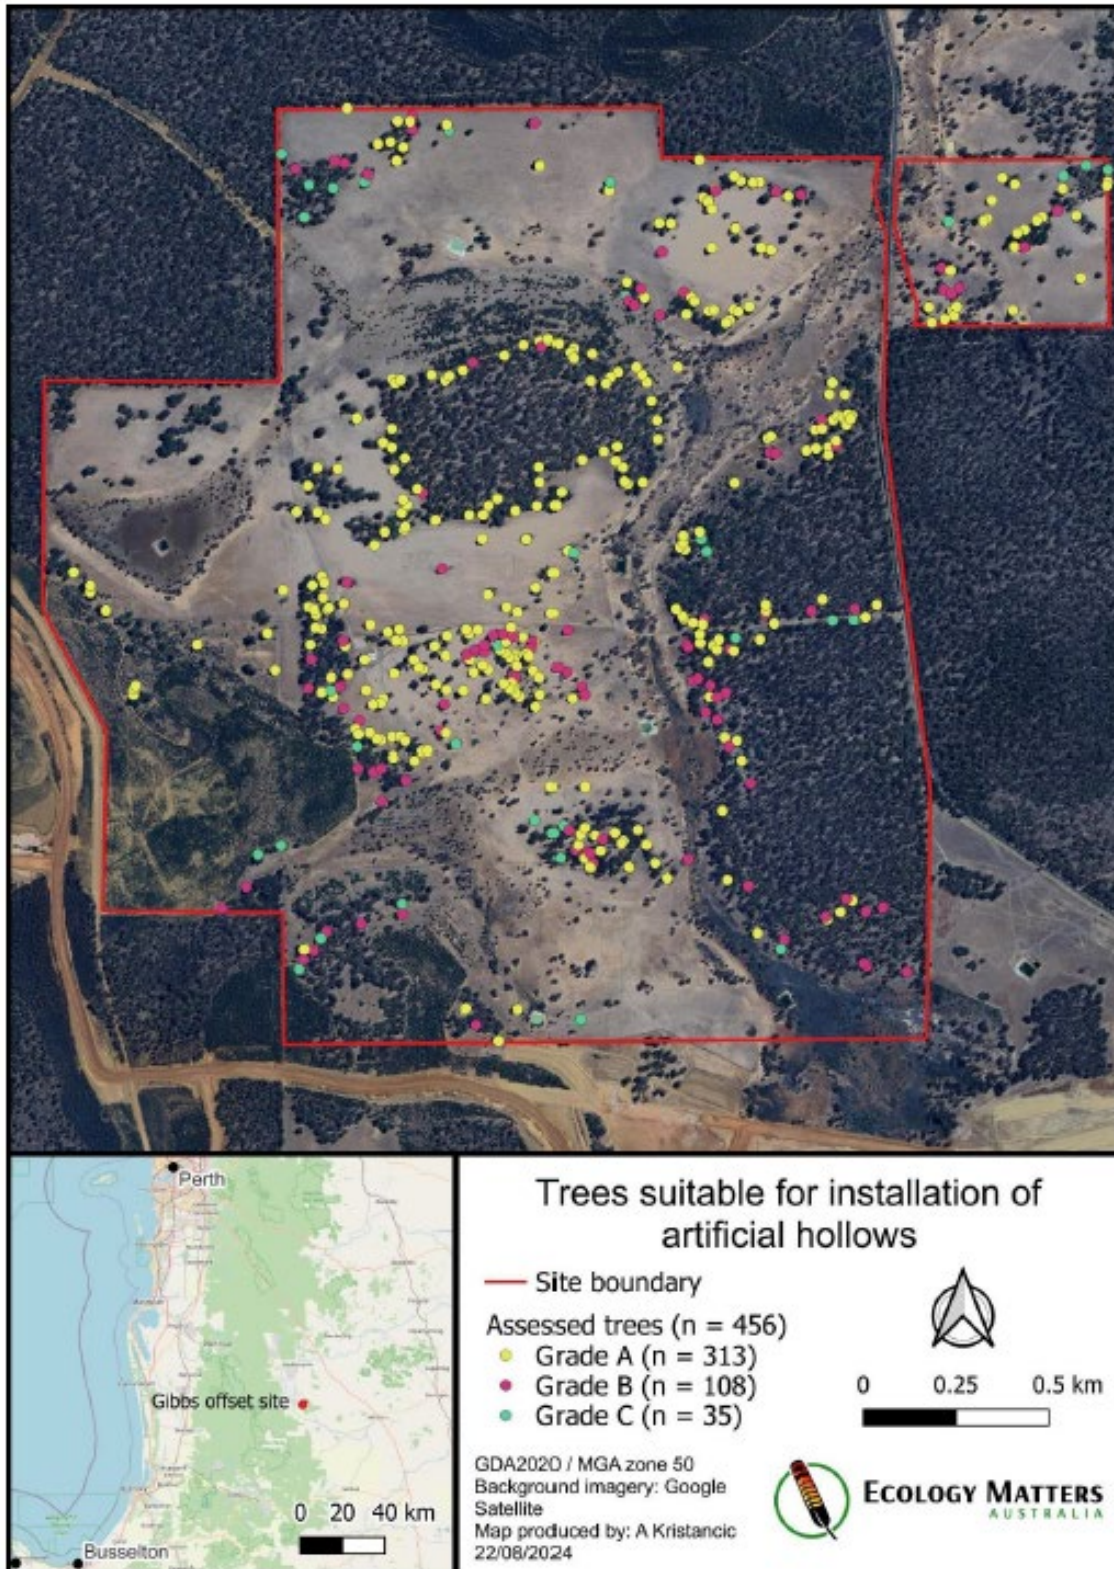 Perth
Gibbs offset site
0 20 40 km
Busselton
Trees suitable for installation of
artificial hollows
Site boundary
Assessed trees (n = 456)
Grade A (n = 313)
Grade B (n = 108)
Grade C (n = 35)
0 0.25 0.5 km
GDA2020 / MGA zone 50
Background imagery: Google
Satellite
Map produced by: A Kristancic
22/08/2024
ECOLOGY MATTERS
AUSTRALIA